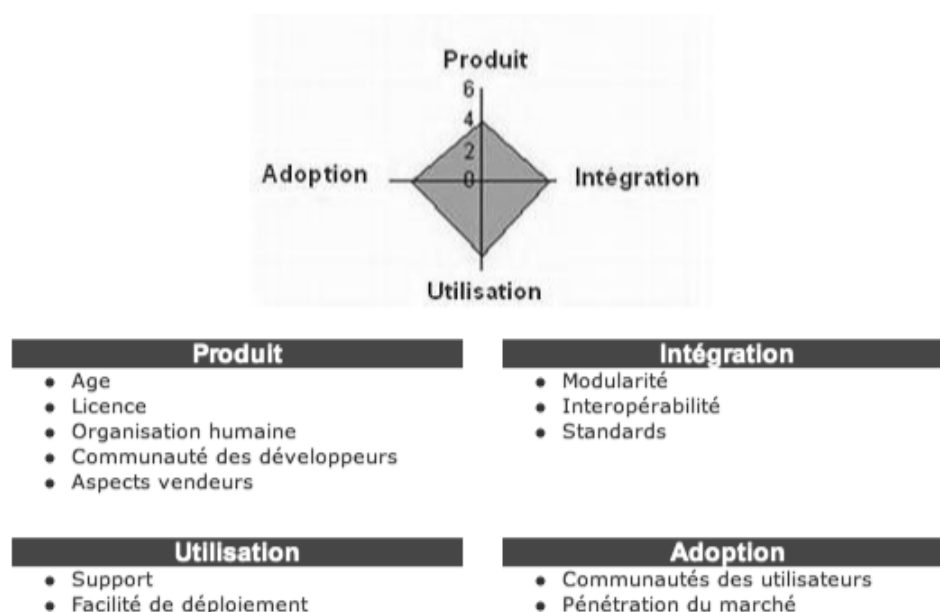 Produit
6
4
2
Adoption
0
Intégration
Utilisation
Produit
• Age
• Licence
• Organisation humaine
• Communauté des développeurs
• Aspects vendeurs
Intégration
• Modularité
• Interopérabilité
• Standards
Utilisation
• Support
• Facilité de déploiement
Adoption
• Communautés des utilisateurs
• Pénétration du marché